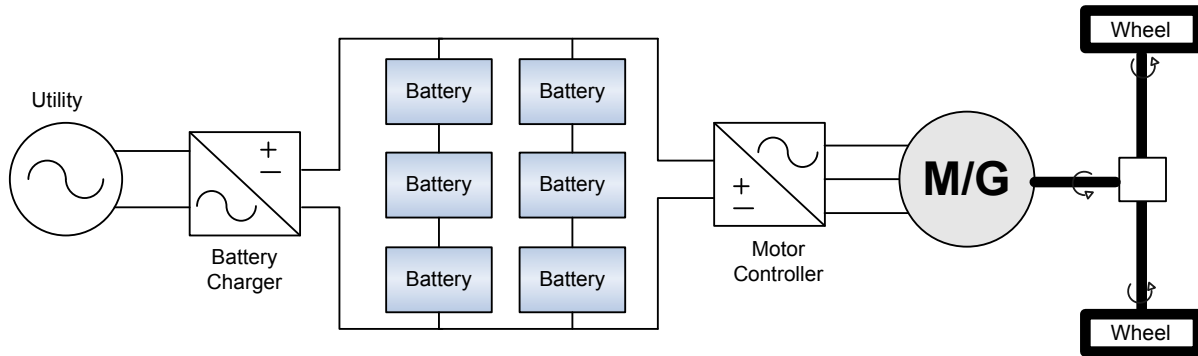 Wheel
Utility
Battery Battery
Battery Battery
M/G
Battery
Charger
Battery Battery
Motor
Controller
Wheel